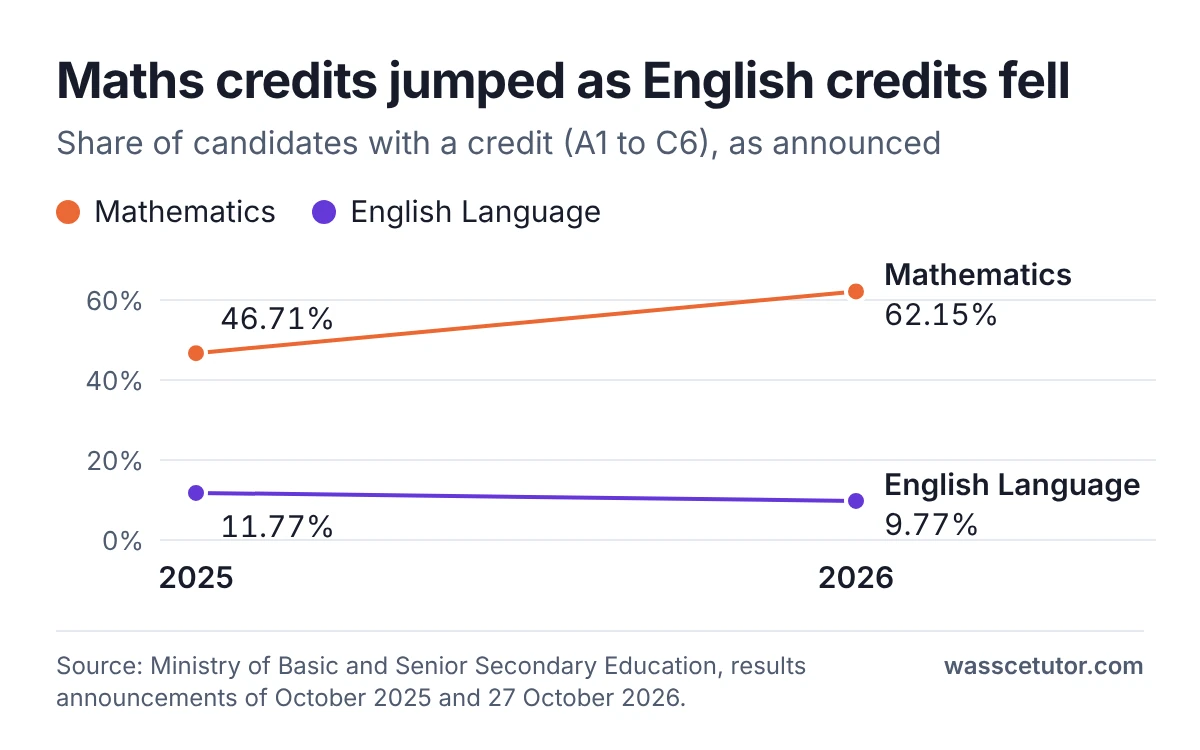 Maths credits jumped as English credits fell
Share of candidates with a credit (A1 to C6), as announced
Mathematics
English Language
Mathematics
62.15%
60%
46.71%
40%
20%
English Language
9.77%
11.77%
0%
2025
2026
Source: Ministry of Basic and Senior Secondary Education, results
announcements of October 2025 and 27 October 2026.
wasscetutor.com